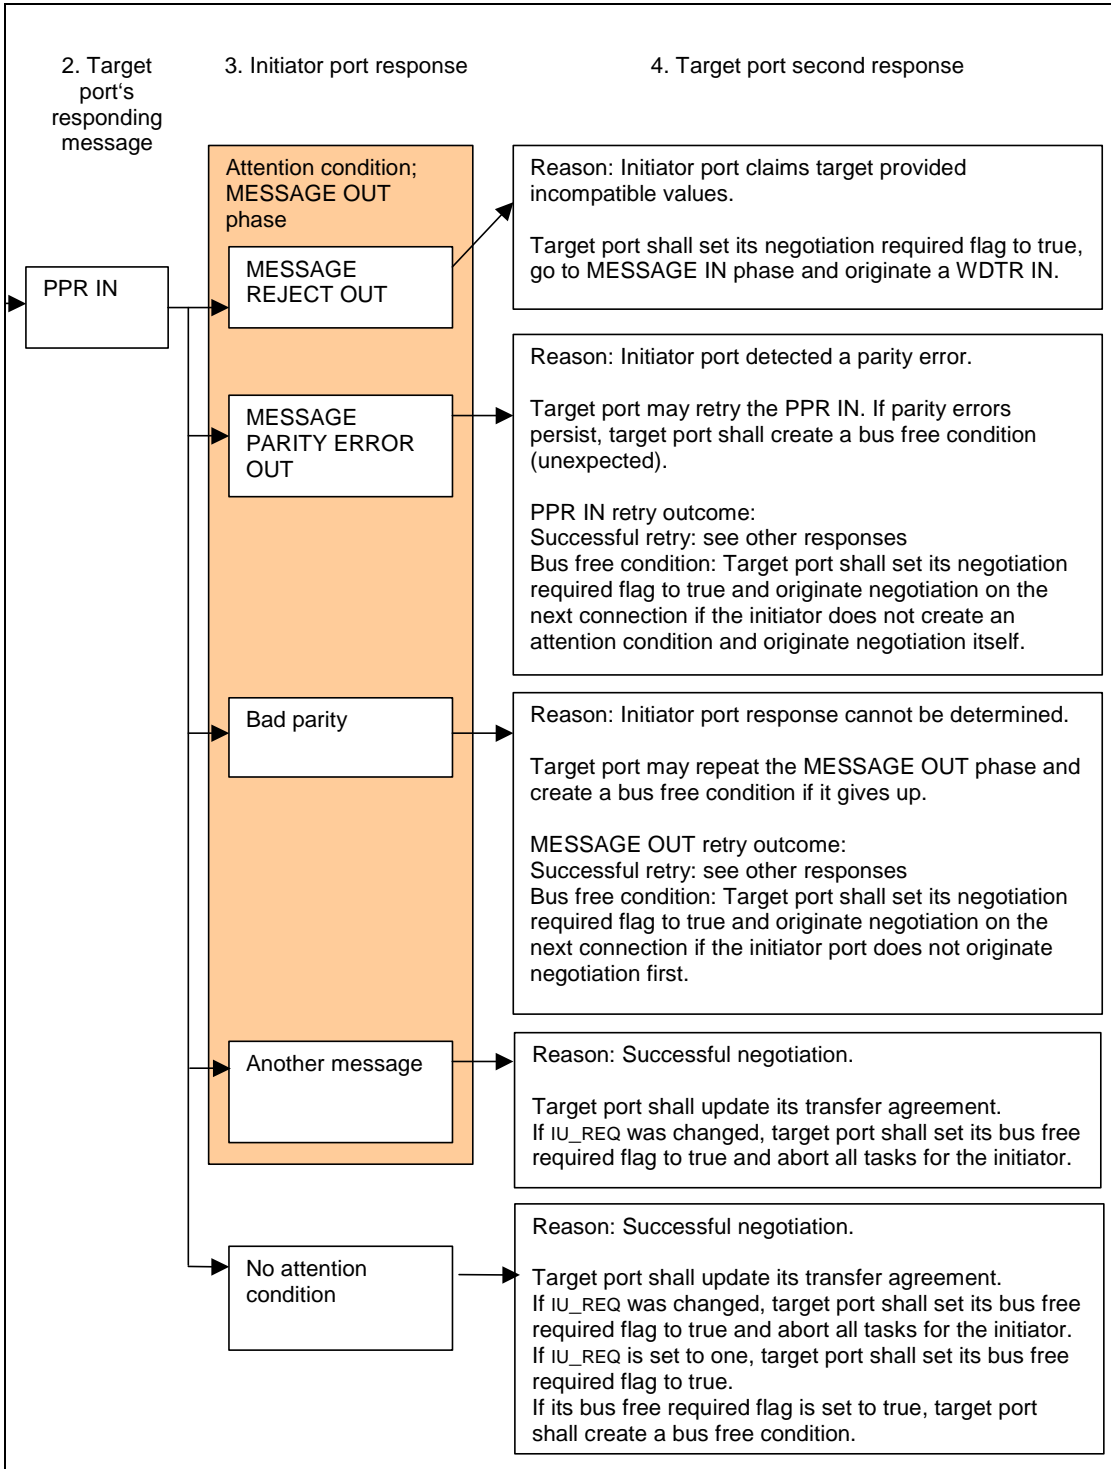 2. Target
port‘s
responding
message
3. Initiator port response
4. Target port second response
PPR IN
Attention condition;
MESSAGE OUT
phase
MESSAGE
REJECT OUT
Reason: Initiator port claims target provided
incompatible values.
Target port shall set its negotiation required flag to true,
go to MESSAGE IN phase and originate a WDTR IN.
MESSAGE
PARITY ERROR
OUT
Reason: Initiator port detected a parity error.
Target port may retry the PPR IN. If parity errors
persist, target port shall create a bus free condition
(unexpected).
PPR IN retry outcome:
Successful retry: see other responses
Bus free condition: Target port shall set its negotiation
required flag to true and originate negotiation on the
next connection if the initiator does not create an
attention condition and originate negotiation itself.
Bad parity
Reason: Initiator port response cannot be determined.
Target port may repeat the MESSAGE OUT phase and
create a bus free condition if it gives up.
MESSAGE OUT retry outcome:
Successful retry: see other responses
Bus free condition: Target port shall set its negotiation
required flag to true and originate negotiation on the
next connection if the initiator port does not originate
negotiation first.
Another message
Reason: Successful negotiation.
Target port shall update its transfer agreement.
If IU_REQ was changed, target port shall set its bus free
required flag to true and abort all tasks for the initiator.
No attention
condition
Reason: Successful negotiation.
Target port shall update its transfer agreement.
If IU_REQ was changed, target port shall set its bus free
required flag to true and abort all tasks for the initiator.
If IU_REQ is set to one, target port shall set its bus free
required flag to true.
If its bus free required flag is set to true, target port
shall create a bus free condition.